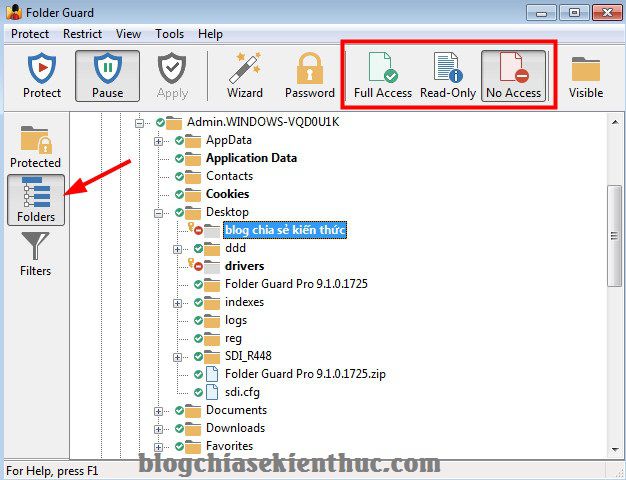 Folder Guard
Protect Restrict View Tools Help
Protect Pause Apply Wizard Password Full Access Read-Only No Access Visible
Protected
Folders
Filters
Admin.WINDOWS-VQD0U1K
AppData
Application Data
Contacts
Cookies
Desktop
blog chia sẻ kiến thức
ddd
drivers
Folder Guard Pro 9.1.0.1725
indexes
logs
reg
SDI_R448
Folder Guard Pro 9.1.0.1725.zip
sdi.cfg
Documents
Downloads
Favorites
For Help, press F1
blogchiasekienthuc.com